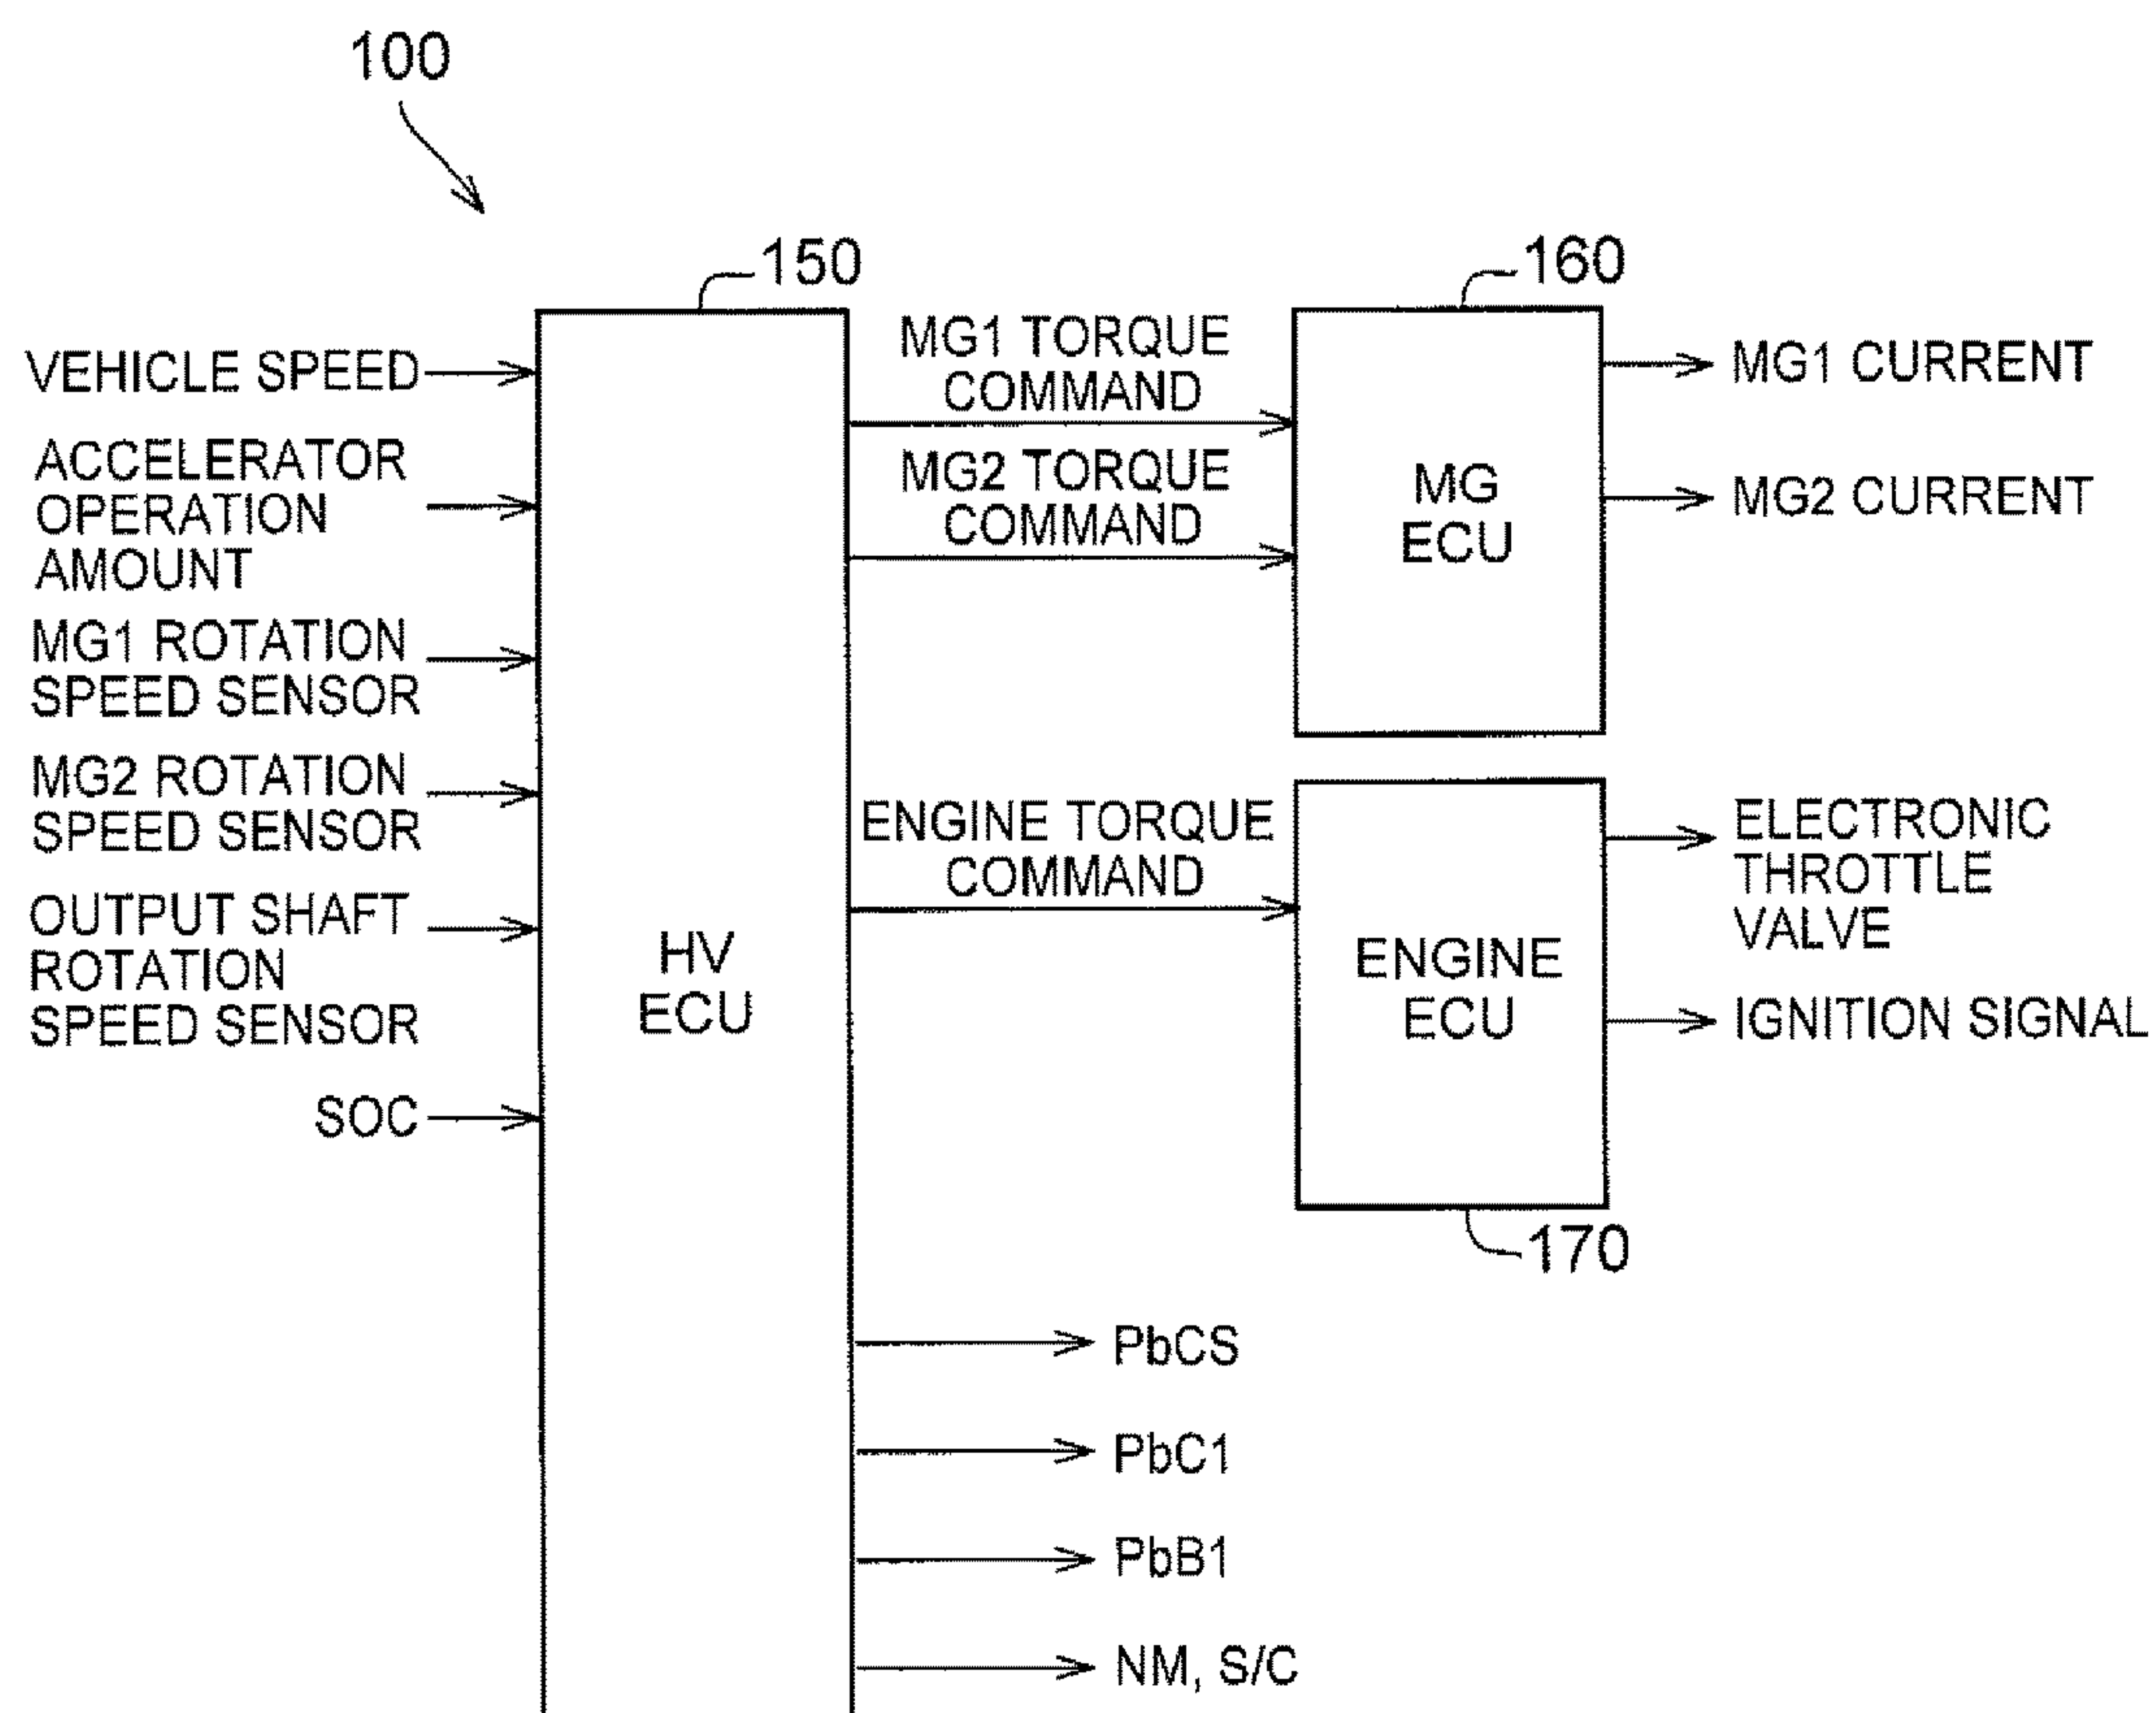 100
150
160
VEHICLE SPEED
ACCELERATOR
OPERATION
AMOUNT
MG1 ROTATION
SPEED SENSOR
MG2 ROTATION
SPEED SENSOR
OUTPUT SHAFT
ROTATION
SPEED SENSOR
SOC
HV
ECU
MG1 TORQUE
COMMAND
MG2 TORQUE
COMMAND
ENGINE TORQUE
COMMAND
MG
ECU
MG1 CURRENT
MG2 CURRENT
ENGINE
ECU
170
ELECTRONIC
THROTTLE
VALVE
IGNITION SIGNAL
PbCS
PbC1
PbB1
NM, S/C